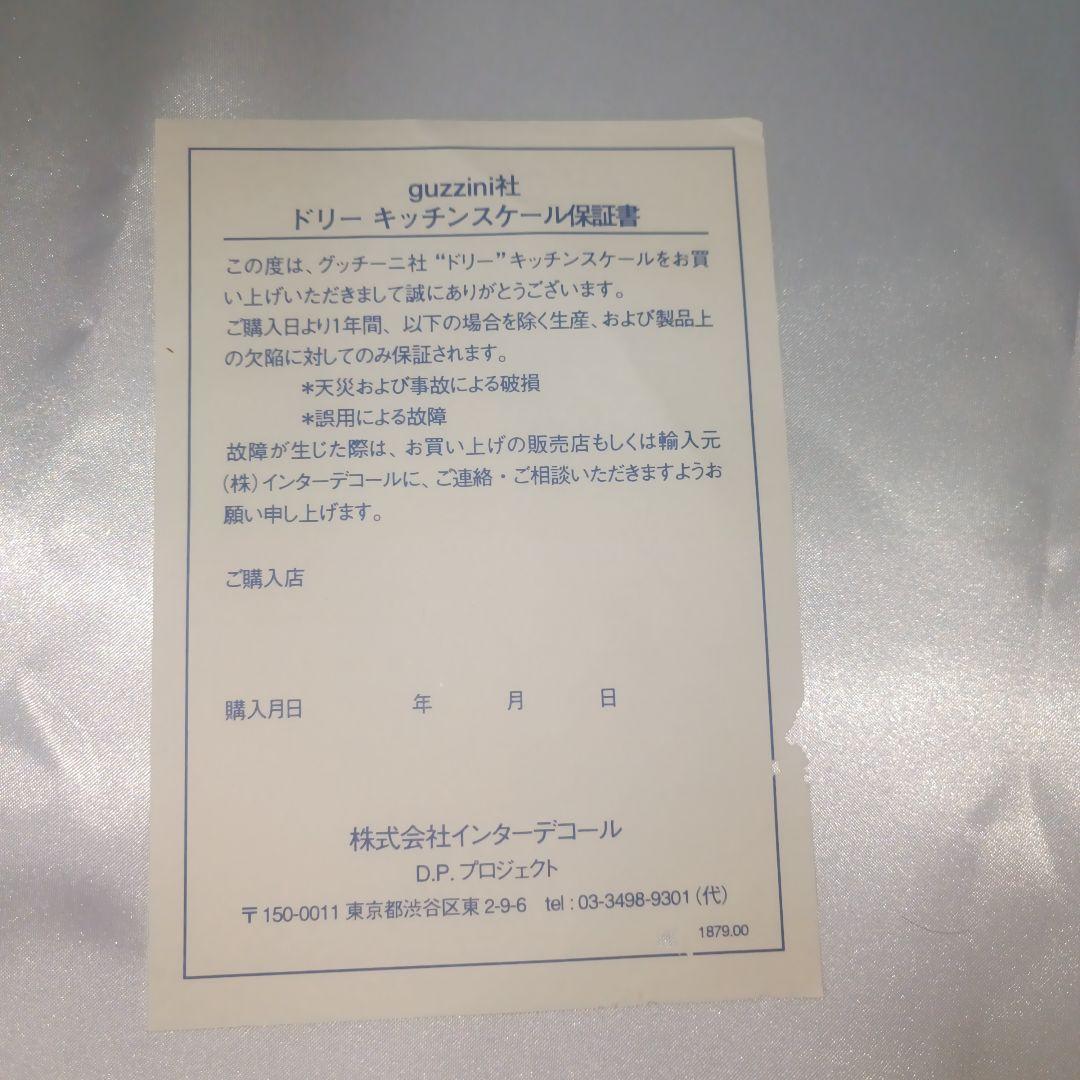 guzzini社
ドリー キッチンスケール保証書
この度は、グッチーニ社“ドリー”キッチンスケールをお買
い上げいただきまして誠にありがとうございます。
ご購入日より1年間、以下の場合を除く生産、および製品上
の欠陥に対してのみ保証されます。
*天災および事故による破損
*誤用による故障
故障が生じた際は、お買い上げの販売店もしくは輸入元
(株)インターデコールに、ご連絡・ご相談いただきますようお
願い申し上げます。
ご購入店
購入月日 年 月 日
株式会社インターデコール
D.P. プロジェクト
〒150-0011 東京都渋谷区東 2-9-6 tel : 03-3498-9301 (代)
1879.00